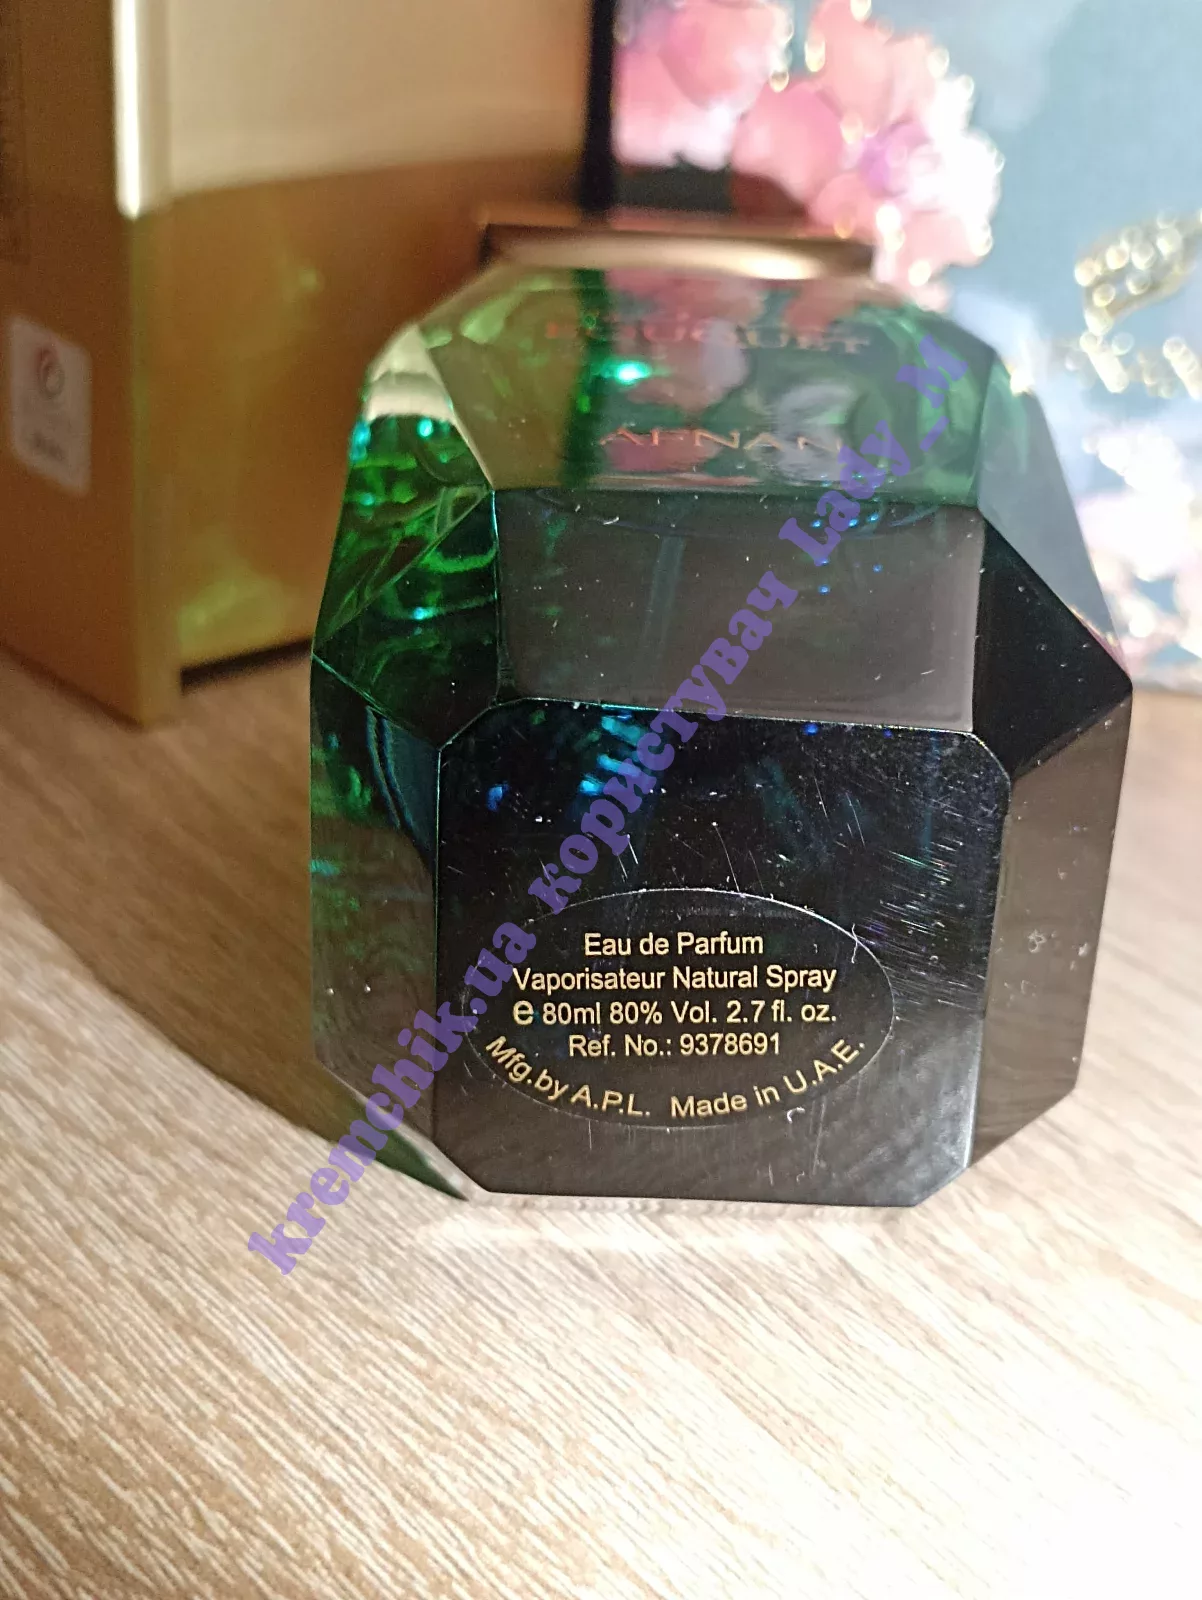 BOUQUET
AFNAN
Eau de Parfum
Vaporisateur Natural Spray
e 80ml 80% Vol. 2.7 fl. oz.
Ref. No.: 9378691
Mfg.by A.P.L. Made in U.A.E.
kremchik.ua користувач Lady_M